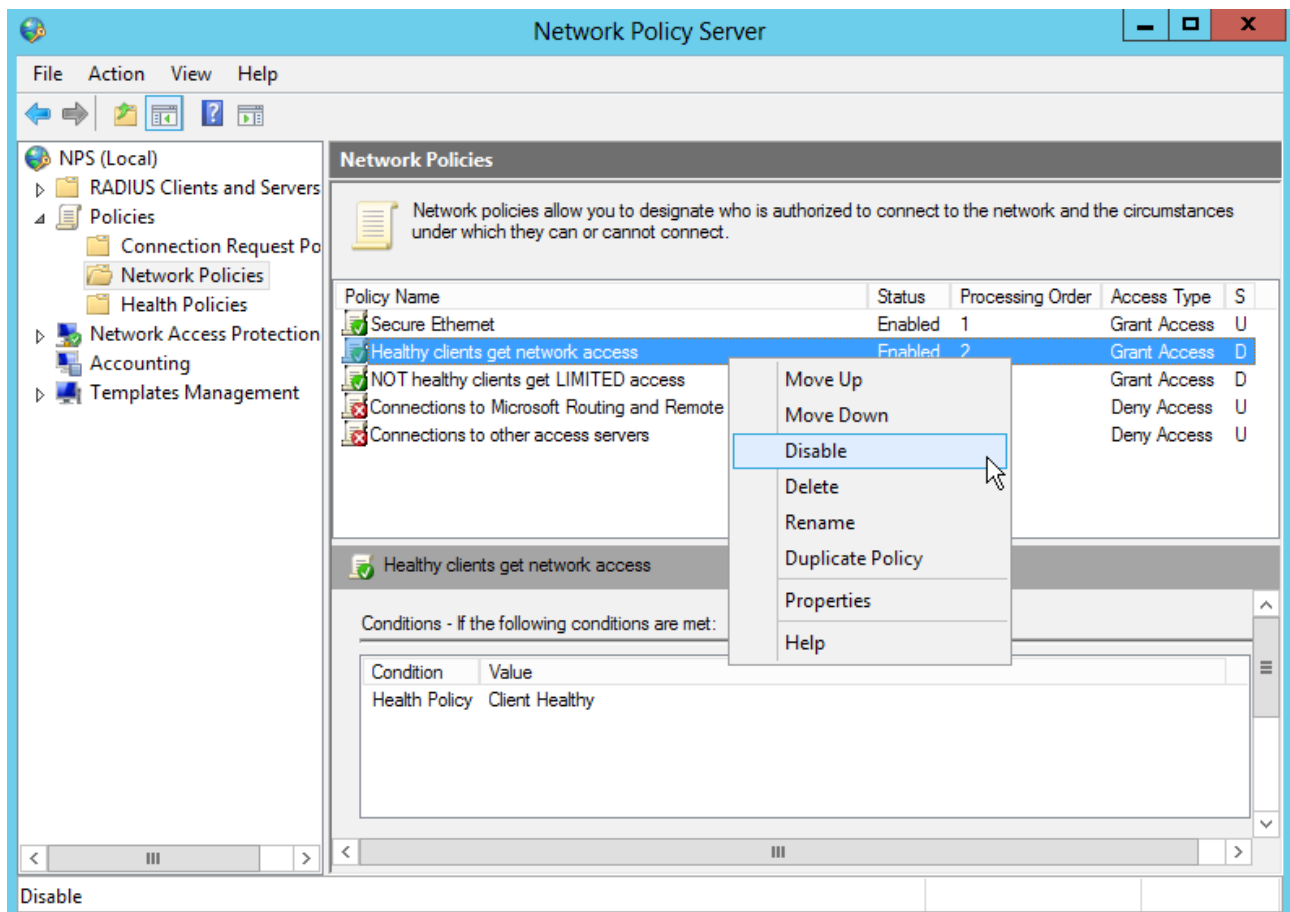 Network Policy Server
File Action View Help
NPS (Local)
RADIUS Clients and Servers
Policies
Connection Request Po
Network Policies
Health Policies
Network Access Protection
Accounting
Templates Management
Network Policies
Network policies allow you to designate who is authorized to connect to the network and the circumstances
under which they can or cannot connect.
Policy Name Status Processing Order Access Type S
Secure Ethernet Enabled 1 Grant Access U
Healthy clients get network access Enabled 2 Grant Access D
NOT healthy clients get LIMITED access Grant Access D
Connections to Microsoft Routing and Remote Deny Access U
Connections to other access servers Deny Access U
Move Up
Move Down
Disable
Delete
Rename
Duplicate Policy
Properties
Help
Healthy clients get network access
Conditions - If the following conditions are met:
Condition Value
Health Policy Client Healthy
Disable